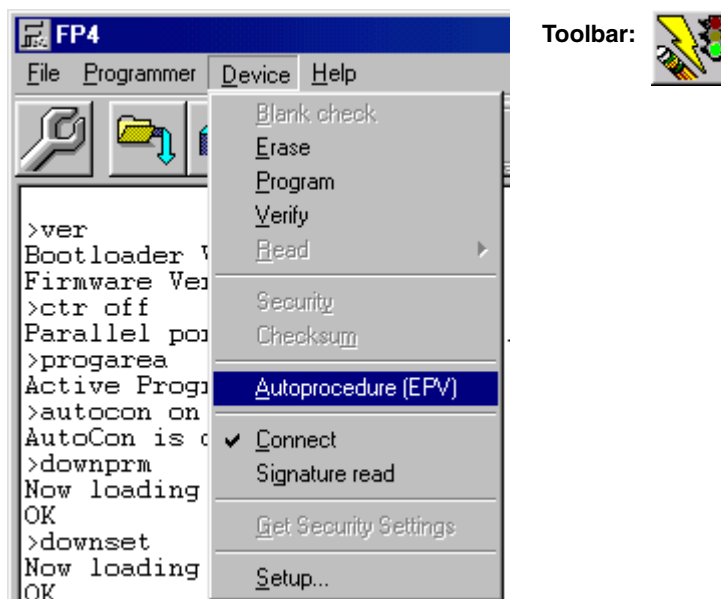 FP4
Toolbar:
File Programmer Device Help
Blank check
Erase
Program
Verify
Read
Security
Checksum
Autoprocedure (EPV)
Connect
Signature read
Get Security Settings
Setup...
>ver
Bootloader
Firmware
>ctr off
Parallel
>progarea
Active
>autocon on
AutoCon is
>downprm
Now loading
OK
>downset
Now loading
OK